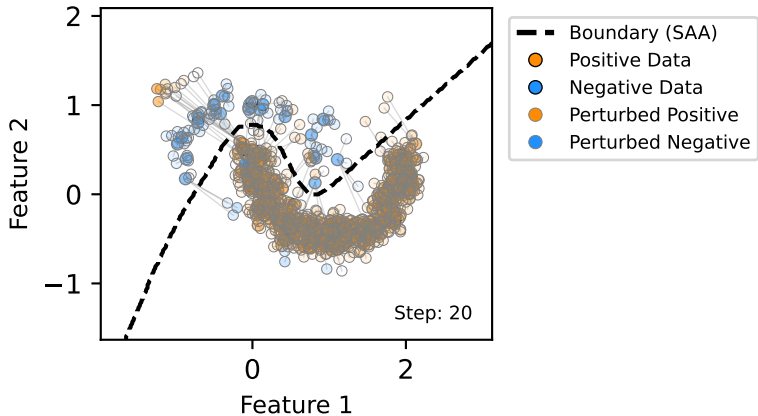 2
1
0
−1
Feature 2
0
2
Feature 1
Step: 20
Boundary (SAA)
Positive Data
Negative Data
Perturbed Positive
Perturbed Negative